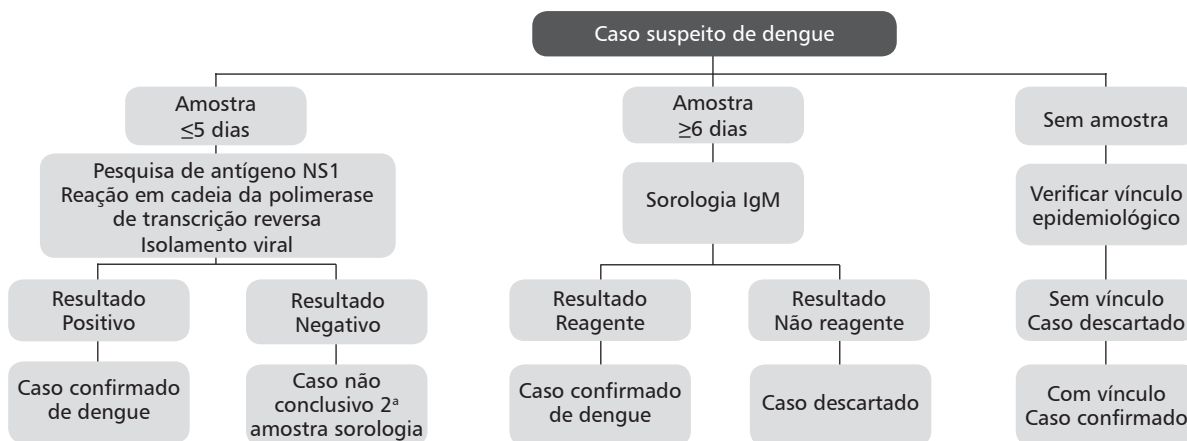 Caso suspeito de dengue
Amostra
≤5 dias
Amostra
≥6 dias
Sem amostra
Pesquisa de antígeno NS1
Reação em cadeia da polimerase
de transcrição reversa
Isolamento viral
Sorologia IgM
Verificar vínculo
epidemiológico
Resultado
Positivo
Resultado
Negativo
Resultado
Reagente
Resultado
Não reagente
Sem vínculo
Caso descartado
Caso confirmado
de dengue
Caso não
conclusivo 2ª
amostra sorologia
Caso confirmado
de dengue
Caso descartado
Com vínculo
Caso confirmado